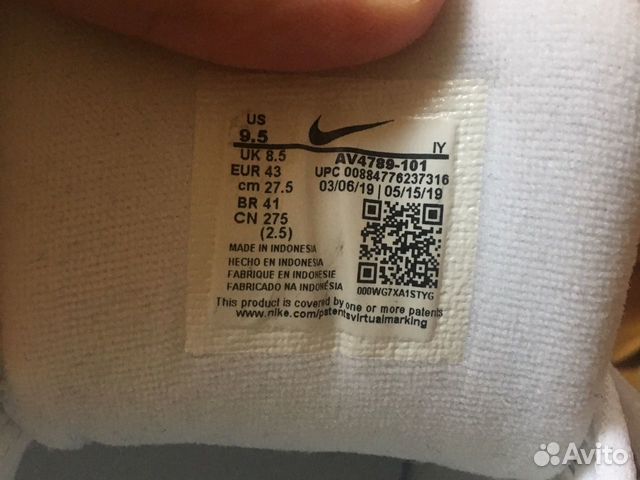 US
9.5
IY
UK 8.5
AV4789-101
EUR 43
UPC 00884776237316
cm 27.5
03/06/19 | 05/15/19
BR 41
CN 275
(2.5)
MADE IN INDONESIA
HECHO EN INDONESIA
FABRIQUE EN INDONESIE
FABRICADO NA INDONÉSIA
000WG7XA1STYG
This product is covered by one or more patents
www.nike.com/patentsvirtualmarking
Avito